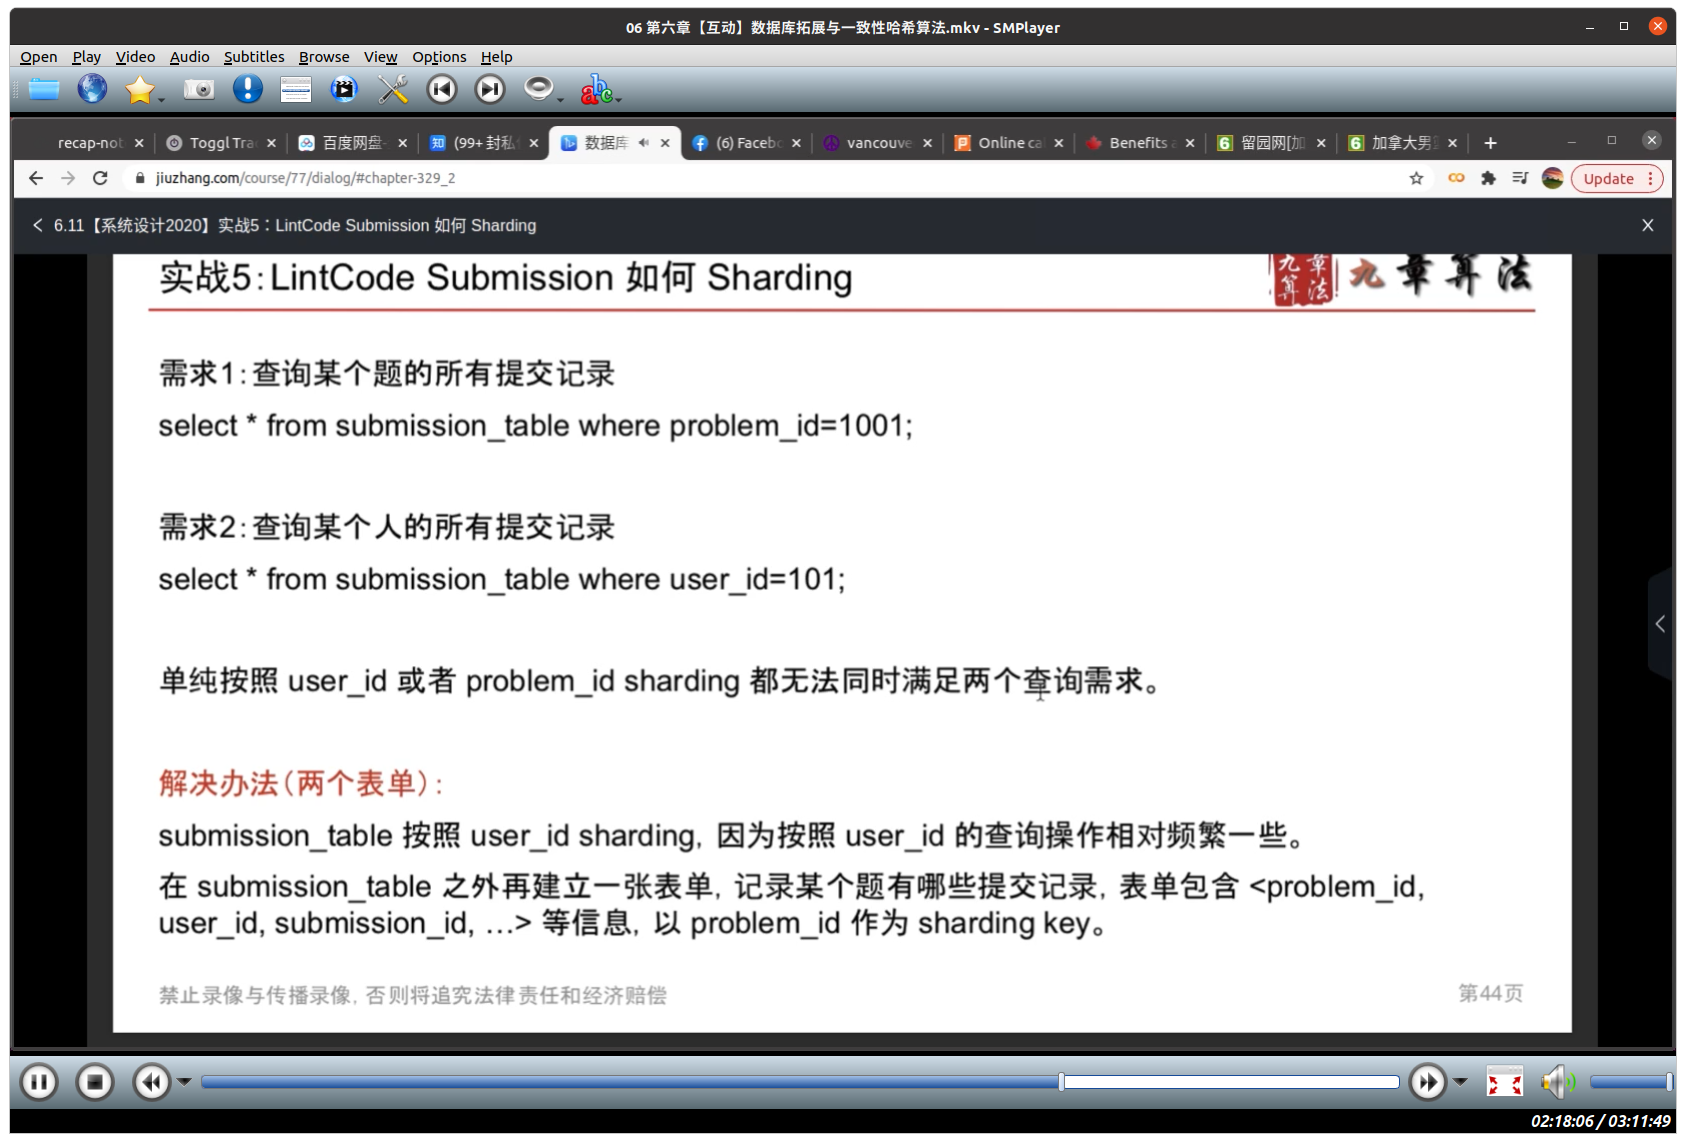 06 第六章【互动】数据库拓展与一致性哈希算法.mkv - SMPlayer
Open Play Video Audio Subtitles Browse View Options Help
recap-not
Toggl Tra
百度网盘-
(99+ 封私
数据库
(6) Faceb
vancouve
Online ca
Benefits a
留园网[加
加拿大男
jiuzhang.com/course/77/dialog/#chapter-329_2
Update
6.11【系统设计2020】实战5：LintCode Submission 如何 Sharding
实战5：LintCode Submission 如何 Sharding
九章算法
九章算法
需求1：查询某个题的所有提交记录
select * from submission_table where problem_id=1001;
需求2：查询某个人的所有提交记录
select * from submission_table where user_id=101;
单纯按照 user_id 或者 problem_id sharding 都无法同时满足两个查询需求。
解决办法（两个表单）：
submission_table 按照 user_id sharding，因为按照 user_id 的查询操作相对频繁一些。
在 submission_table 之外再建立一张表单，记录某个题有哪些提交记录，表单包含 <problem_id,
user_id, submission_id, …> 等信息，以 problem_id 作为 sharding key。
禁止录像与传播录像，否则将追究法律责任和经济赔偿
第44页
02:18:06 / 03:11:49